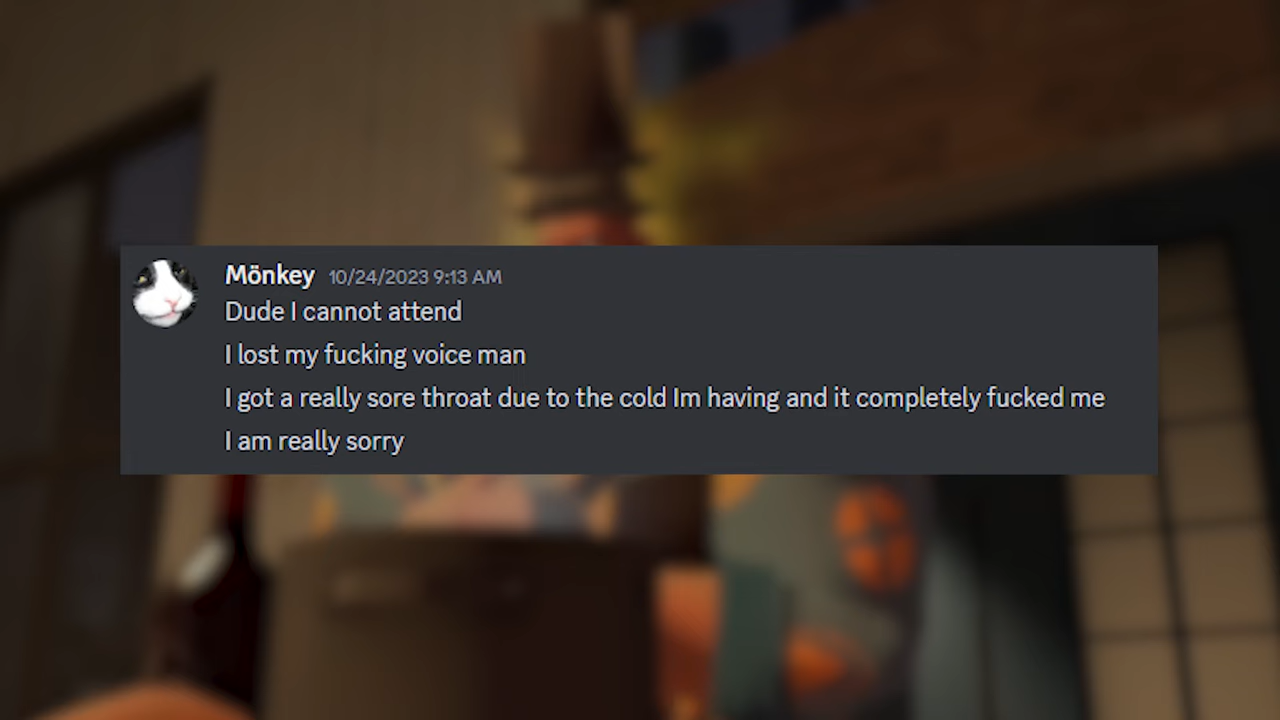 Mönkey 10/24/2023 9:13 AM
Dude I cannot attend
I lost my fucking voice man
I got a really sore throat due to the cold Im having and it completely fucked me
I am really sorry